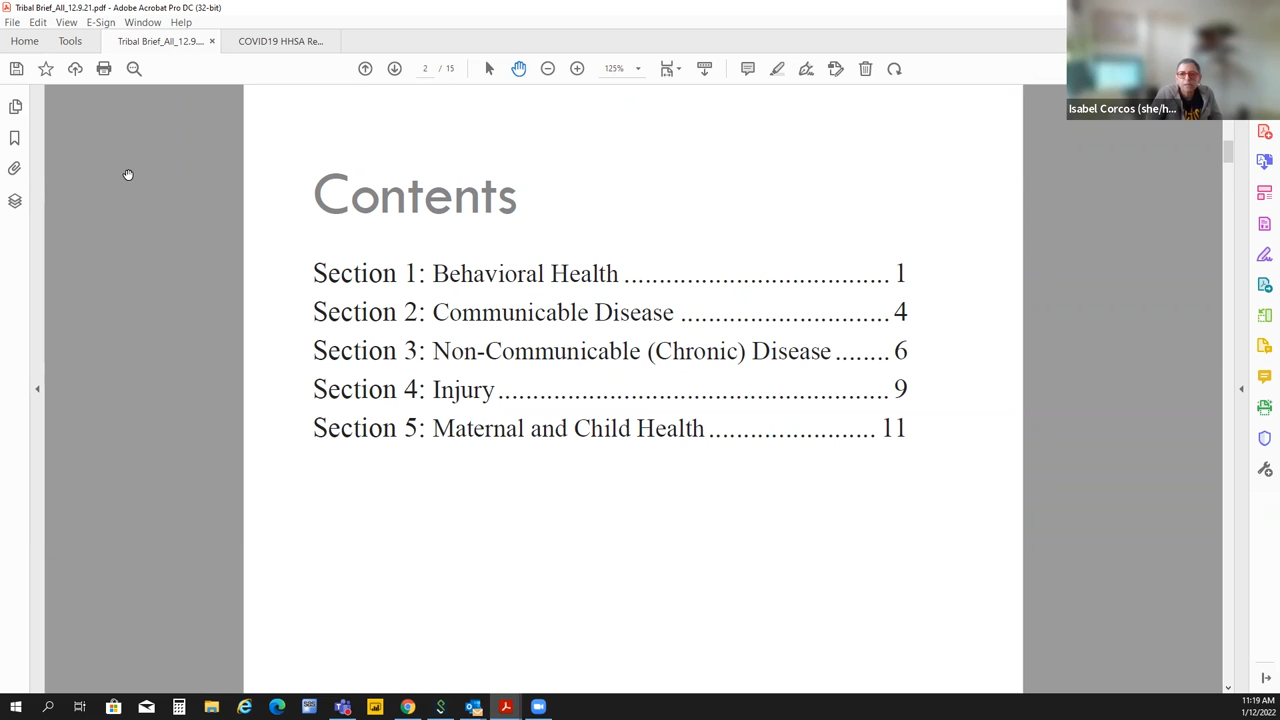 Tribal Brief_All_12.9.21.pdf - Adobe Acrobat Pro DC (32-bit)
File Edit View E-Sign Window Help
Home Tools Tribal Brief_All_12.9.... × COVID19 HHSA Re...
2 / 15 125%
Isabel Corcos (she/h...
Contents
Section 1: Behavioral Health ...................................... 1
Section 2: Communicable Disease .............................. 4
Section 3: Non-Communicable (Chronic) Disease ........ 6
Section 4: Injury ........................................................ 9
Section 5: Maternal and Child Health ........................ 11
11:19 AM
1/12/2022